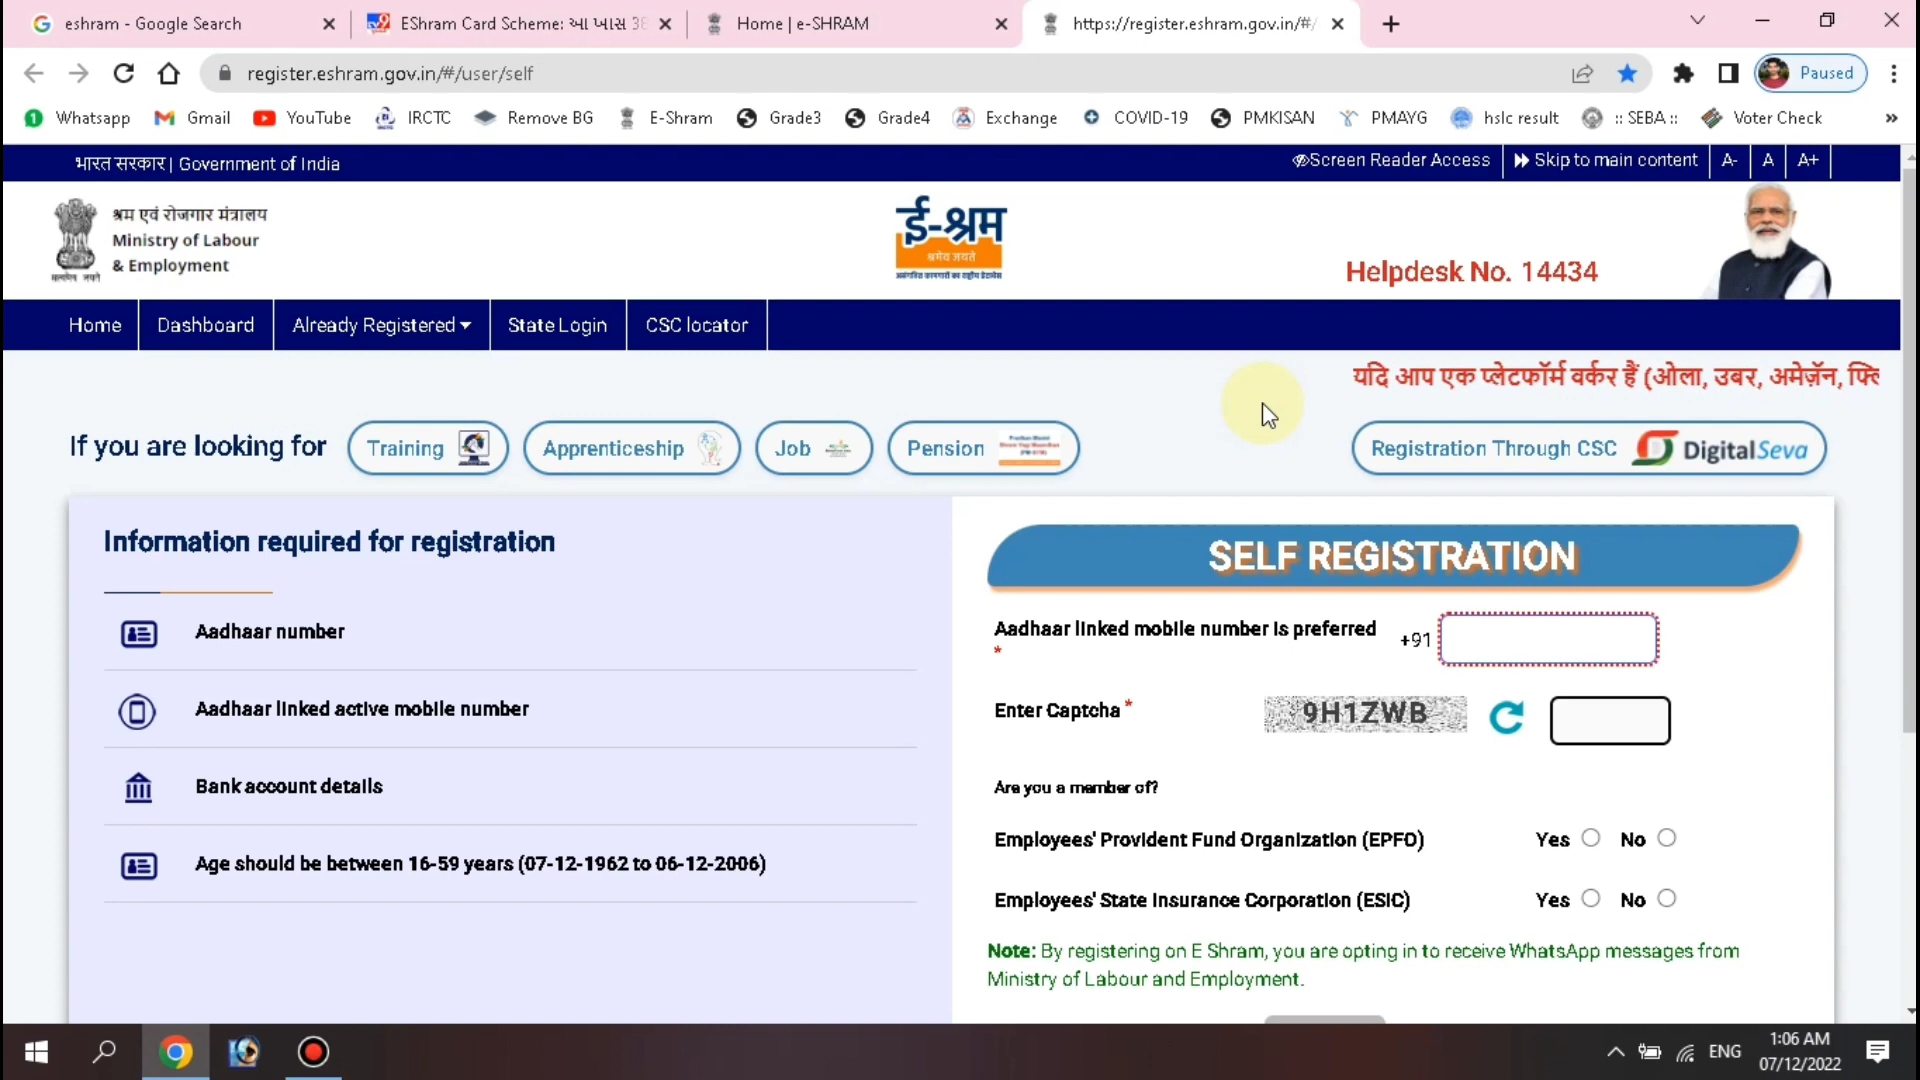 eshram - Google Search
EShram Card Scheme: આ ખાસ 38
Home | e-SHRAM
https://register.eshram.gov.in/#/
register.eshram.gov.in/#/user/self
Paused
Whatsapp
Gmail
YouTube
IRCTC
Remove BG
E-Shram
Grade3
Grade4
Exchange
COVID-19
PMKISAN
PMAYG
hslc result
:: SEBA ::
Voter Check
भारत सरकार | Government of India
Screen Reader Access
Skip to main content
A-
A
A+
श्रम एवं रोजगार मंत्रालय
Ministry of Labour
& Employment
सत्यमेव जयते
ई-श्रम
श्रमेव जयते
असंगठित कामगारों का राष्ट्रीय डेटाबेस
Helpdesk No. 14434
Home
Dashboard
Already Registered
State Login
CSC locator
यदि आप एक प्लेटफॉर्म वर्कर हैं (ओला, उबर, अमेज़ॅन, फ्लि
If you are looking for
Training
Apprenticeship
Job
Pension
Registration Through CSC
DigitalSeva
Information required for registration
Aadhaar number
Aadhaar linked active mobile number
Bank account details
Age should be between 16-59 years (07-12-1962 to 06-12-2006)
SELF REGISTRATION
Aadhaar linked mobile number is preferred
*
+91
Enter Captcha *
9H1ZWB
Are you a member of?
Employees' Provident Fund Organization (EPFO)
Yes
No
Employees' State Insurance Corporation (ESIC)
Yes
No
Note: By registering on E Shram, you are opting in to receive WhatsApp messages from
Ministry of Labour and Employment.
ENG
1:06 AM
07/12/2022